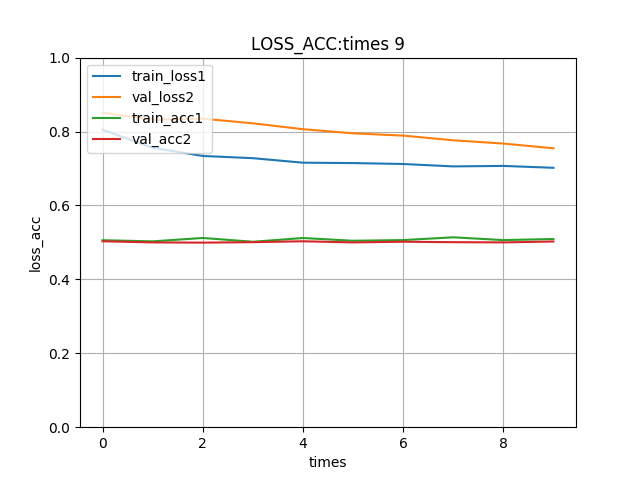 LOSS_ACC:times 9
1.0
0.8
0.6
0.4
0.2
0.0
loss_acc
train_loss1
val_loss2
train_acc1
val_acc2
0 2 4 6 8
times